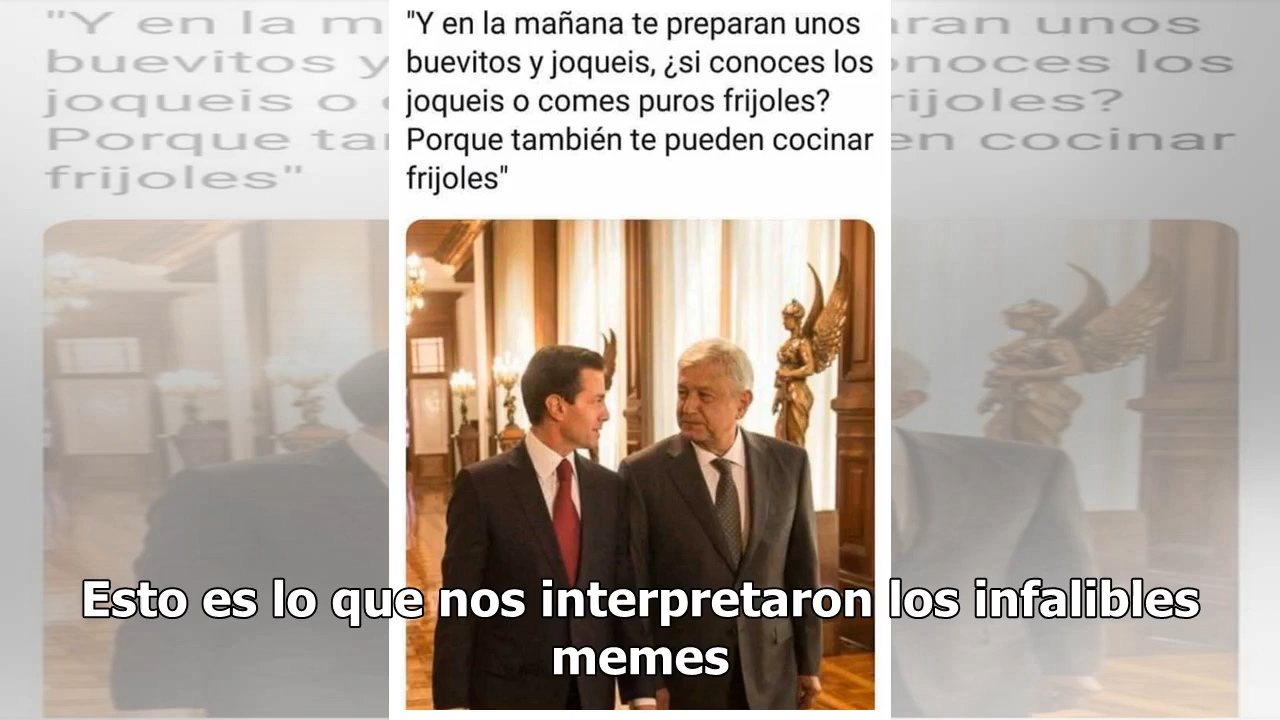 "Y en la mañana te preparan unos
buevitos y joqueis, ¿si conoces los
joqueis o comes puros frijoles?
Porque también te pueden cocinar
frijoles"
Esto es lo que nos interpretaron los infalibles
memes